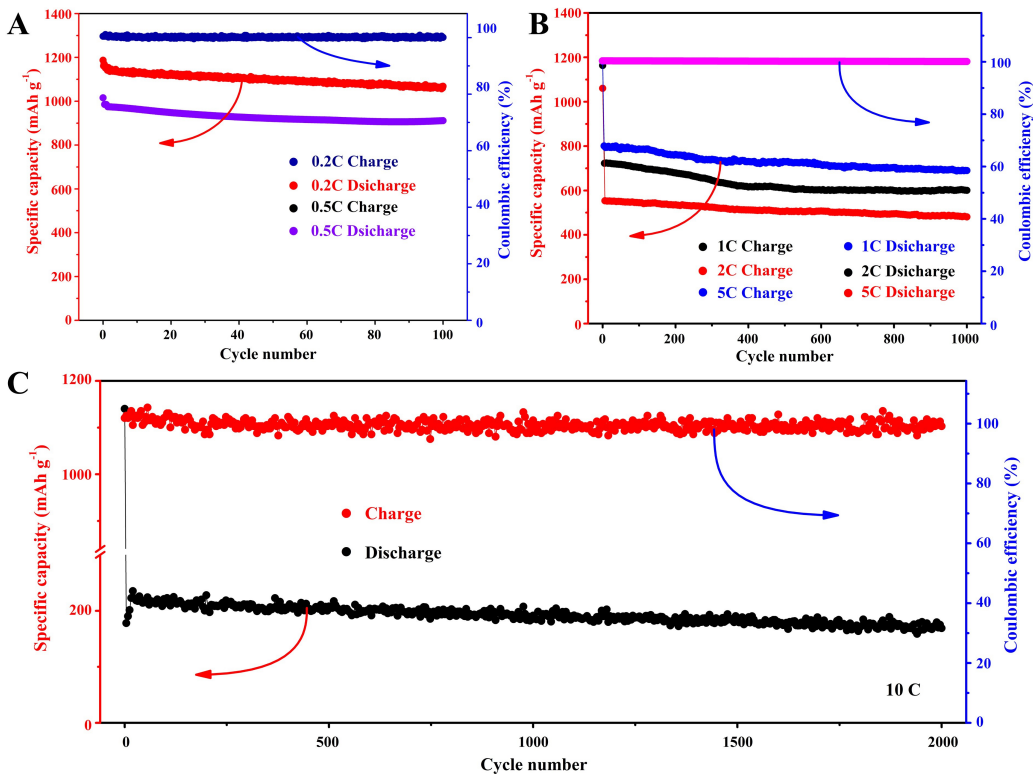 A
1400
1200
1000
800
600
400
200
0
Specific capacity (mAh g⁻¹)
0
20
40
60
80
100
Cycle number
100
80
60
40
20
0
Coulombic efficiency (%)
0.2C Charge
0.2C Dsicharge
0.5C Charge
0.5C Dsicharge
B
1400
1200
1000
800
600
400
200
0
Specific capacity (mAh g⁻¹)
0
200
400
600
800
1000
Cycle number
100
80
60
40
20
0
Coulombic efficiency (%)
1C Charge
2C Charge
5C Charge
1C Dsicharge
2C Dsicharge
5C Dsicharge
C
1200
1000
200
0
Specific capacity (mAh g⁻¹)
0
500
1000
1500
2000
Cycle number
100
80
60
40
20
0
Coulombic efficiency (%)
Charge
Discharge
10 C